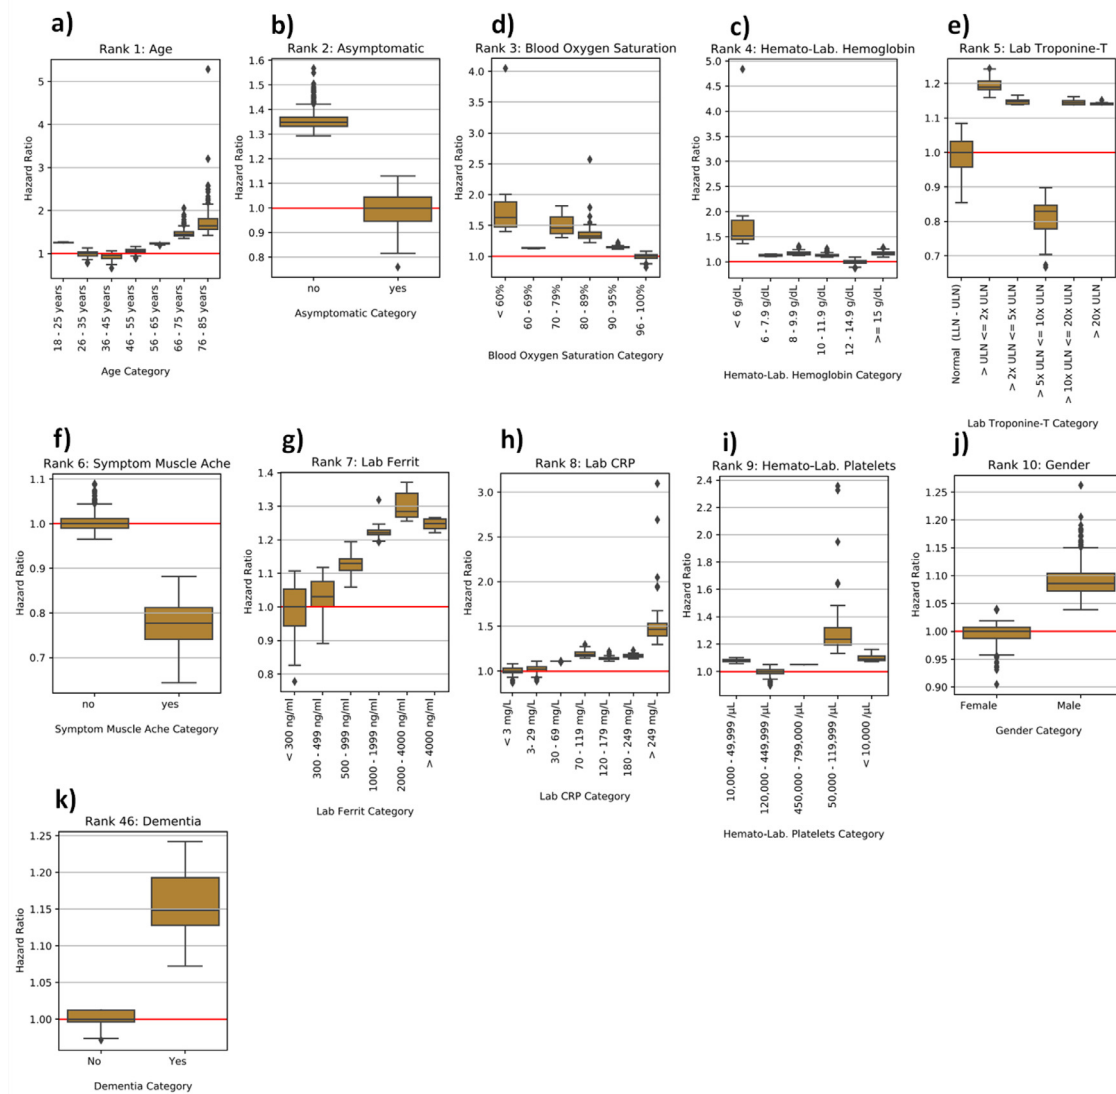 a)
Rank 1: Age
Hazard Ratio
5
4
3
2
1
18 - 25 years
26 - 35 years
36 - 45 years
46 - 55 years
56 - 65 years
66 - 75 years
76 - 85 years
Age Category
b)
Rank 2: Asymptomatic
Hazard Ratio
1.6
1.5
1.4
1.3
1.2
1.1
1.0
0.9
0.8
no
yes
Asymptomatic Category
d)
Rank 3: Blood Oxygen Saturation
Hazard Ratio
4.0
3.5
3.0
2.5
2.0
1.5
1.0
< 60%
60 - 69%
70 - 79%
80 - 89%
90 - 95%
96 - 100%
Blood Oxygen Saturation Category
c)
Rank 4: Hemato-Lab. Hemoglobin
Hazard Ratio
5.0
4.5
4.0
3.5
3.0
2.5
2.0
1.5
1.0
< 6 g/dL
6 - 7.9 g/dL
8 - 9.9 g/dL
10 - 11.9 g/dL
12 - 14.9 g/dL
>= 15 g/dL
Hemato-Lab. Hemoglobin Category
e)
Rank 5: Lab Troponine-T
Hazard Ratio
1.2
1.1
1.0
0.9
0.8
0.7
Normal (LLN - ULN)
> ULN <= 2x ULN
> 2x ULN <= 5x ULN
> 5x ULN <= 10x ULN
> 10x ULN <= 20x ULN
> 20x ULN
Lab Troponine-T Category
f)
Rank 6: Symptom Muscle Ache
Hazard Ratio
1.1
1.0
0.9
0.8
0.7
no
yes
Symptom Muscle Ache Category
g)
Rank 7: Lab Ferrit
Hazard Ratio
1.4
1.3
1.2
1.1
1.0
0.9
0.8
< 300 ng/ml
300 - 499 ng/ml
500 - 999 ng/ml
1000 - 1999 ng/ml
2000 - 4000 ng/ml
> 4000 ng/ml
Lab Ferrit Category
h)
Rank 8: Lab CRP
Hazard Ratio
3.0
2.5
2.0
1.5
1.0
< 3 mg/L
3- 29 mg/L
30 - 69 mg/L
70 - 119 mg/L
120 - 179 mg/L
180 - 249 mg/L
> 249 mg/L
Lab CRP Category
i)
Rank 9: Hemato-Lab. Platelets
Hazard Ratio
2.4
2.2
2.0
1.8
1.6
1.4
1.2
1.0
10,000 - 49,999 /µL
120,000 - 449,999 /µL
450,000 - 799,000 /µL
50,000 - 119,999 /µL
< 10,000 /µL
Hemato-Lab. Platelets Category
j)
Rank 10: Gender
Hazard Ratio
1.25
1.20
1.15
1.10
1.05
1.00
0.95
0.90
Female
Male
Gender Category
k)
Rank 46: Dementia
Hazard Ratio
1.25
1.20
1.15
1.10
1.05
1.00
No
Yes
Dementia Category